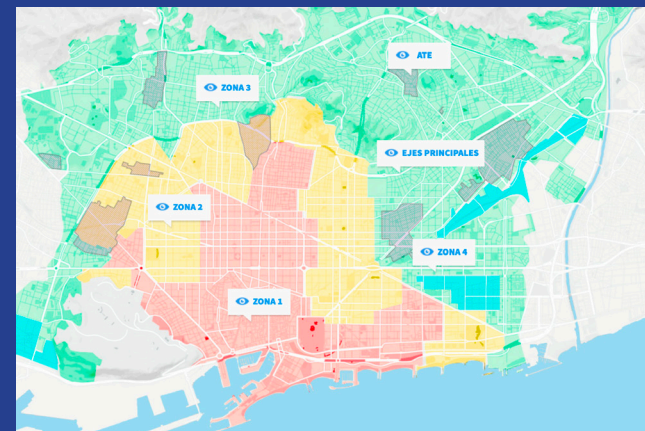 ATE
ZONA 3
EJES PRINCIPALES
ZONA 2
ZONA 4
ZONA 1